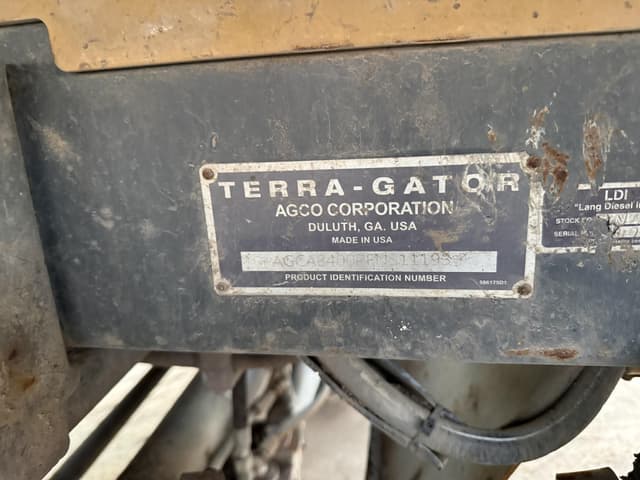 TERRA-GATOR
AGCO CORPORATION
DULUTH, GA. USA
MADE IN USA
PRODUCT IDENTIFICATION NUMBER
LDI
"Lang Diesel
STOCK
SERIAL